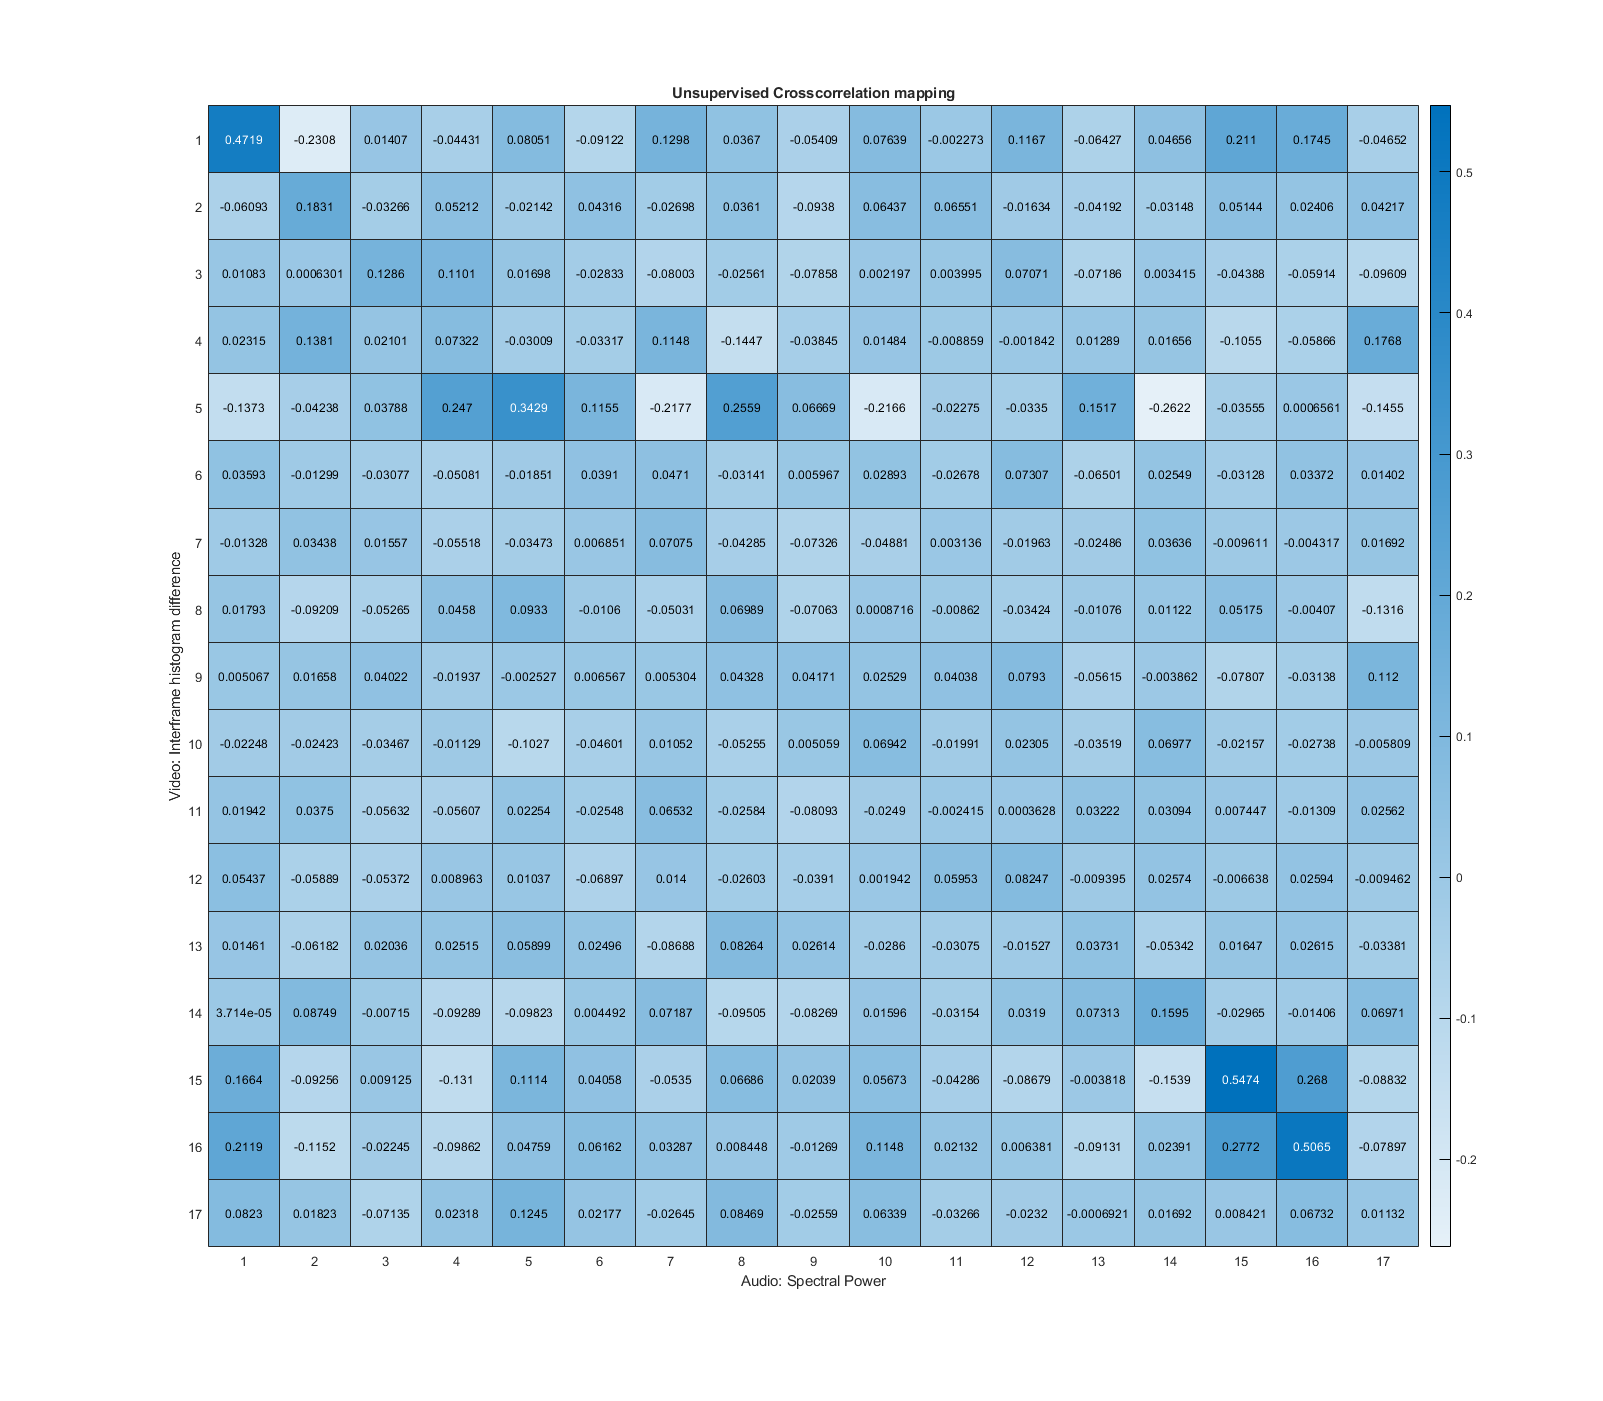 Unsupervised Crosscorrelation mapping
1 0.4719 -0.2308 0.01407 -0.04431 0.08051 -0.09122 0.1298 0.0367 -0.05409 0.07639 -0.002273 0.1167 -0.06427 0.04656 0.211 0.1745 -0.04652
0.5
2 -0.06093 0.1831 -0.03266 0.05212 -0.02142 0.04316 -0.02698 0.0361 -0.0938 0.06437 0.06551 -0.01634 -0.04192 -0.03148 0.05144 0.02406 0.04217
3 0.01083 0.0006301 0.1286 0.1101 0.01698 -0.02833 -0.08003 -0.02561 -0.07858 0.002197 0.003995 0.07071 -0.07186 0.003415 -0.04388 -0.05914 -0.09609
0.4
4 0.02315 0.1381 0.02101 0.07322 -0.03009 -0.03317 0.1148 -0.1447 -0.03845 0.01484 -0.008859 -0.001842 0.01289 0.01656 -0.1055 -0.05866 0.1768
5 -0.1373 -0.04238 0.03788 0.247 0.3429 0.1155 -0.2177 0.2559 0.06669 -0.2166 -0.02275 -0.0335 0.1517 -0.2622 -0.03555 0.0006561 -0.1455
0.3
6 0.03593 -0.01299 -0.03077 -0.05081 -0.01851 0.0391 0.0471 -0.03141 0.005967 0.02893 -0.02678 0.07307 -0.06501 0.02549 -0.03128 0.03372 0.01402
7 -0.01328 0.03438 0.01557 -0.05518 -0.03473 0.006851 0.07075 -0.04285 -0.07326 -0.04881 0.003136 -0.01963 -0.02486 0.03636 -0.009611 -0.004317 0.01692
0.2
8 0.01793 -0.09209 -0.05265 0.0458 0.0933 -0.0106 -0.05031 0.06989 -0.07063 0.0008716 -0.00862 -0.03424 -0.01076 0.01122 0.05175 -0.00407 -0.1316
Video: Interframe histogram difference
9 0.005067 0.01658 0.04022 -0.01937 -0.002527 0.006567 0.005304 0.04328 0.04171 0.02529 0.04038 0.0793 -0.05615 -0.003862 -0.07807 -0.03138 0.112
0.1
10 -0.02248 -0.02423 -0.03467 -0.01129 -0.1027 -0.04601 0.01052 -0.05255 0.005059 0.06942 -0.01991 0.02305 -0.03519 0.06977 -0.02157 -0.02738 -0.005809
11 0.01942 0.0375 -0.05632 -0.05607 0.02254 -0.02548 0.06532 -0.02584 -0.08093 -0.0249 -0.002415 0.0003628 0.03222 0.03094 0.007447 -0.01309 0.02562
12 0.05437 -0.05889 -0.05372 0.008963 0.01037 -0.06897 0.014 -0.02603 -0.0391 0.001942 0.05953 0.08247 -0.009395 0.02574 -0.006638 0.02594 -0.009462
0
13 0.01461 -0.06182 0.02036 0.02515 0.05899 0.02496 -0.08688 0.08264 0.02614 -0.0286 -0.03075 -0.01527 0.03731 -0.05342 0.01647 0.02615 -0.03381
14 3.714e-05 0.08749 -0.00715 -0.09289 -0.09823 0.004492 0.07187 -0.09505 -0.08269 0.01596 -0.03154 0.0319 0.07313 0.1595 -0.02965 -0.01406 0.06971
-0.1
15 0.1664 -0.09256 0.009125 -0.131 0.1114 0.04058 -0.0535 0.06686 0.02039 0.05673 -0.04286 -0.08679 -0.003818 -0.1539 0.5474 0.268 -0.08832
16 0.2119 -0.1152 -0.02245 -0.09862 0.04759 0.06162 0.03287 0.008448 -0.01269 0.1148 0.02132 0.006381 -0.09131 0.02391 0.2772 0.5065 -0.07897
-0.2
17 0.0823 0.01823 -0.07135 0.02318 0.1245 0.02177 -0.02645 0.08469 -0.02559 0.06339 -0.03266 -0.0232 -0.0006921 0.01692 0.008421 0.06732 0.01132
1 2 3 4 5 6 7 8 9 10 11 12 13 14 15 16 17
Audio: Spectral Power